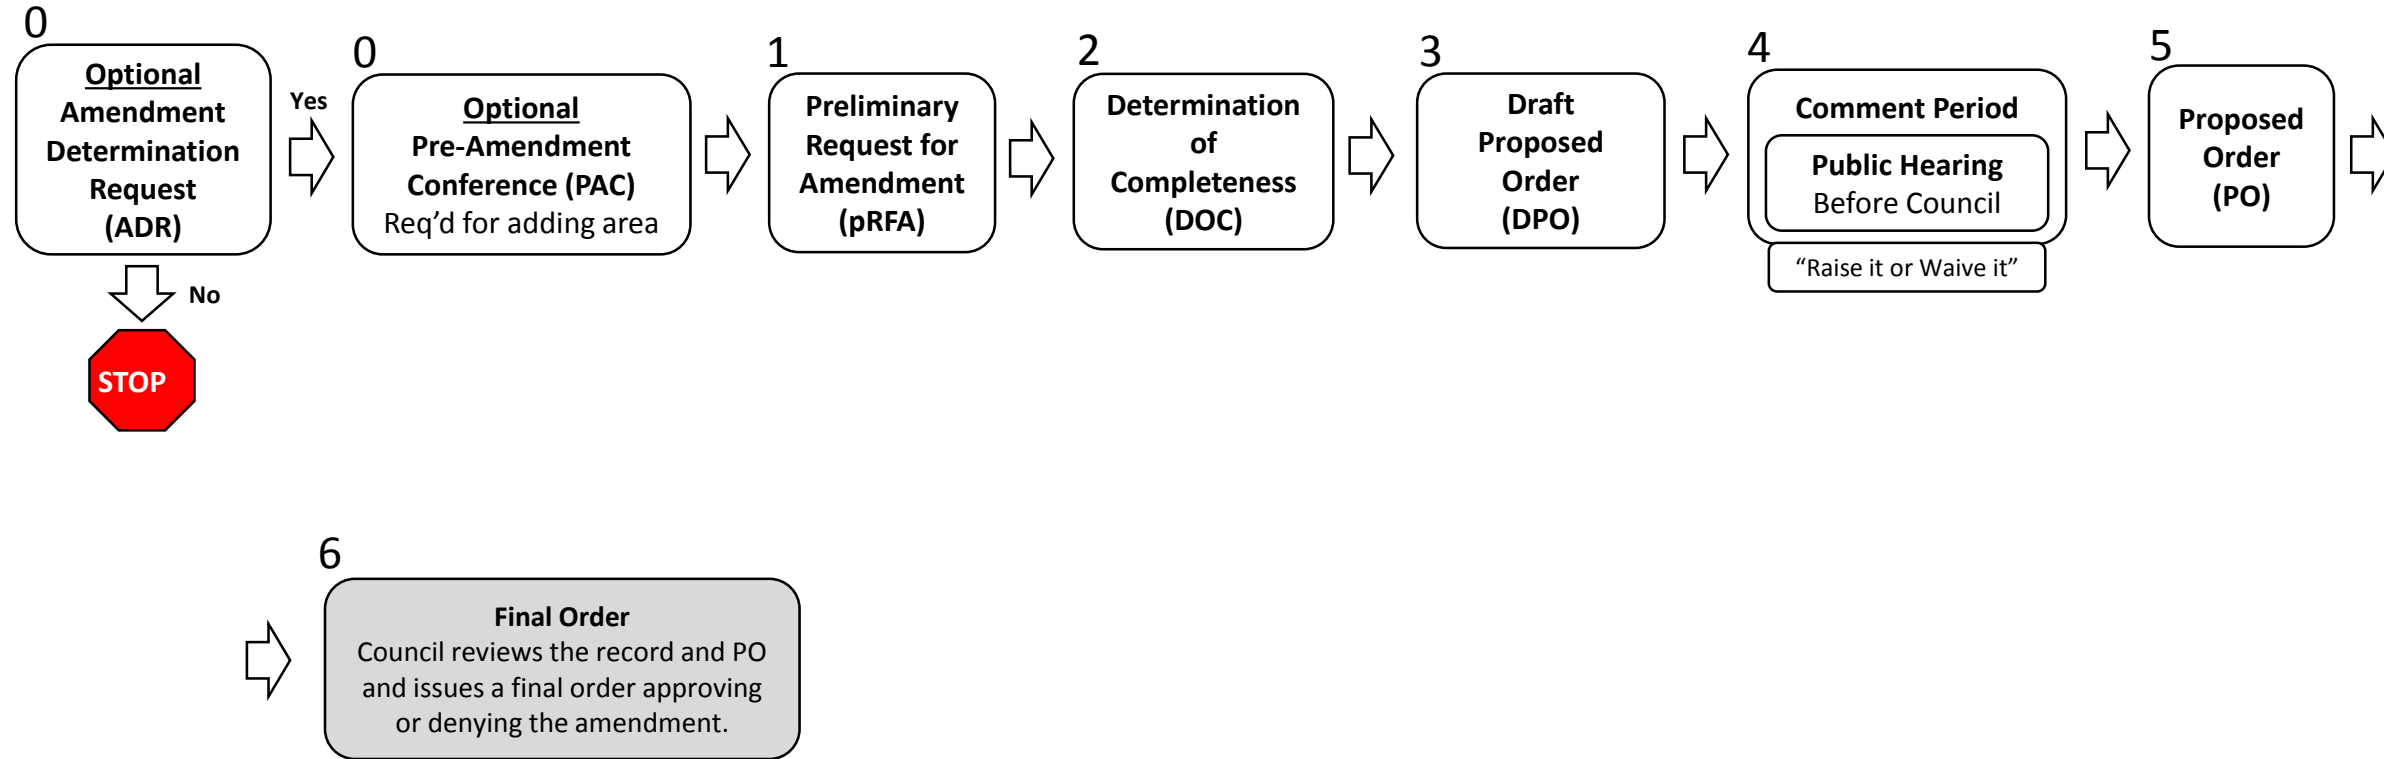 0
Optional
Amendment
Determination
Request
(ADR)
Yes
No
STOP
0
Optional
Pre-Amendment
Conference (PAC)
Req’d for adding area
1
Preliminary
Request for
Amendment
(pRFA)
2
Determination
of
Completeness
(DOC)
3
Draft
Proposed
Order
(DPO)
4
Comment Period
Public Hearing
Before Council
“Raise it or Waive it”
5
Proposed
Order
(PO)
6
Final Order
Council reviews the record and PO
and issues a final order approving
or denying the amendment.